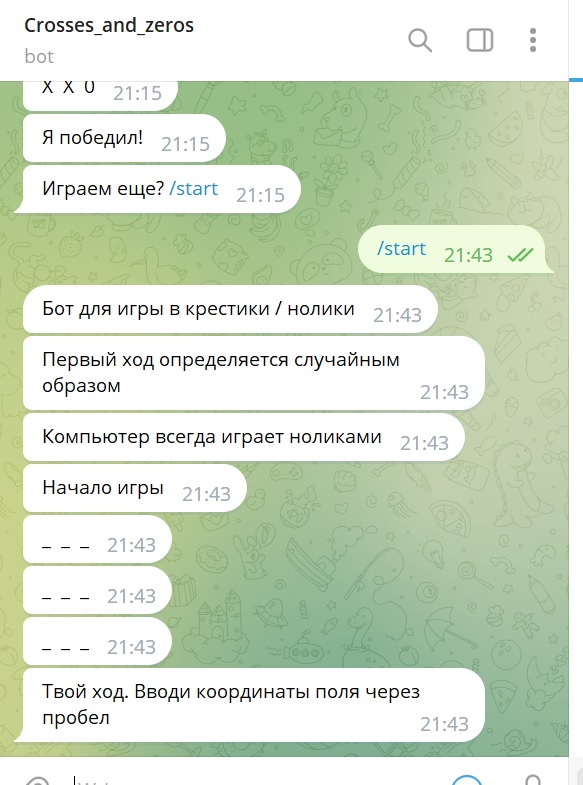 Crosses_and_zeros
bot
X X 0 21:15
Я победил! 21:15
Играем еще? /start 21:15
/start 21:43
Бот для игры в крестики / нолики 21:43
Первый ход определяется случайным
образом 21:43
Компьютер всегда играет ноликами 21:43
Начало игры 21:43
_ _ _ 21:43
_ _ _ 21:43
_ _ _ 21:43
Твой ход. Вводи координаты поля через
пробел 21:43